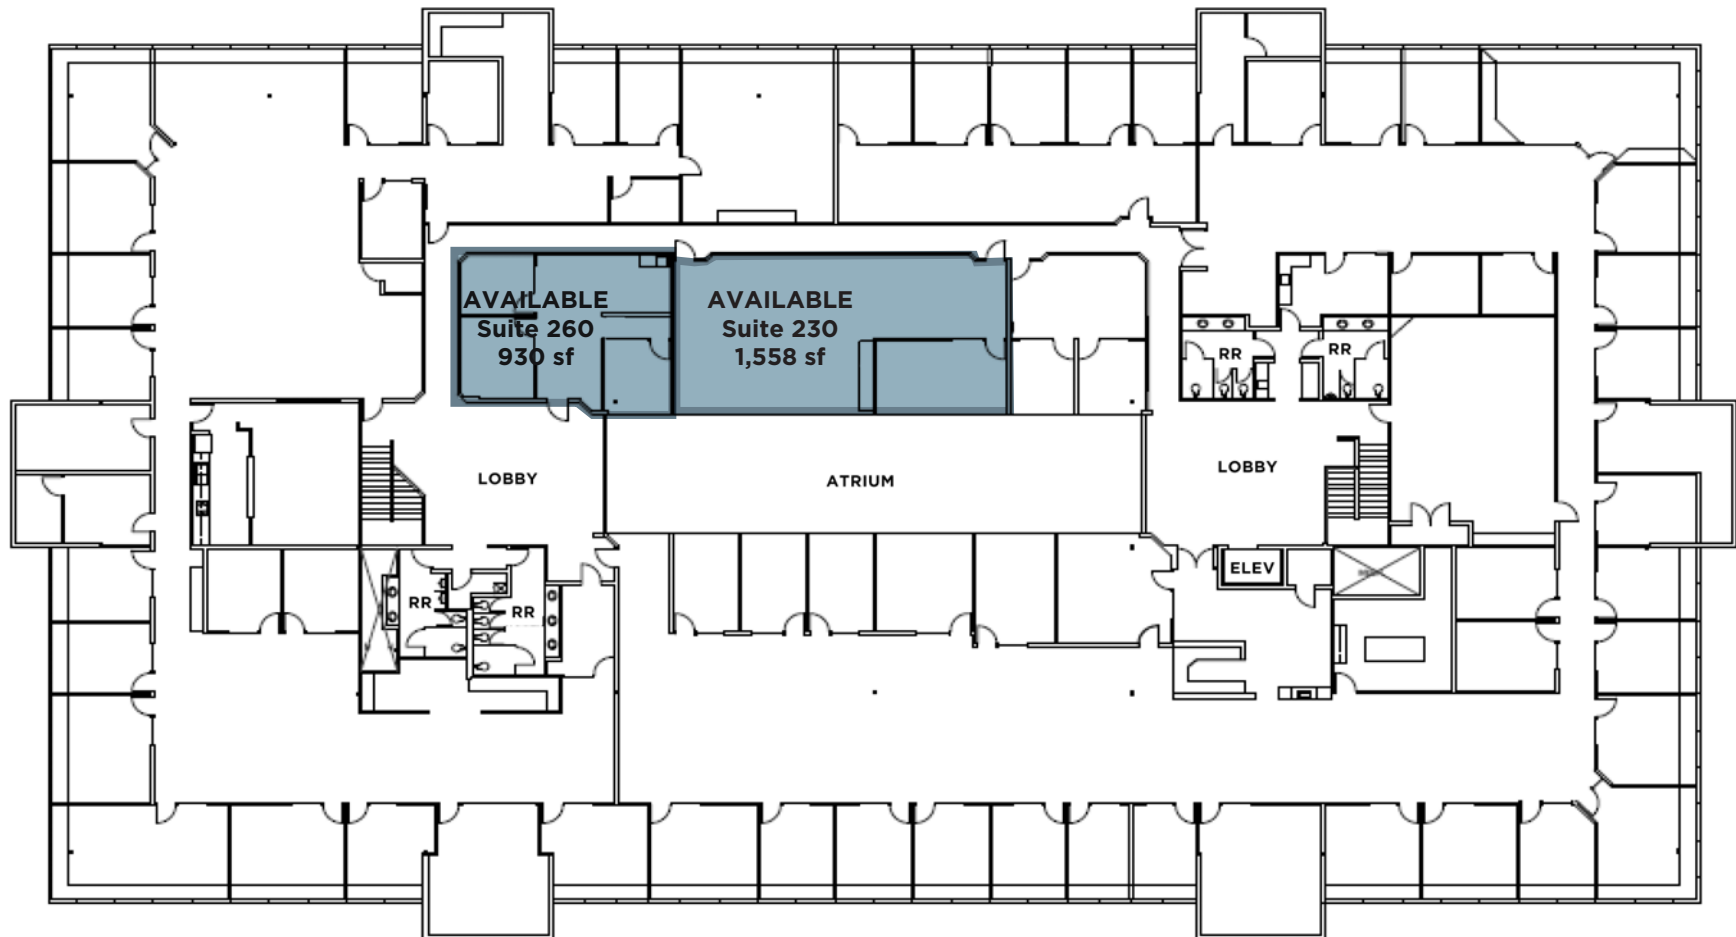 AVAILABLE
Suite 260
930 sf
AVAILABLE
Suite 230
1,558 sf
RR
RR
LOBBY
ATRIUM
LOBBY
ELEV
RR
RR